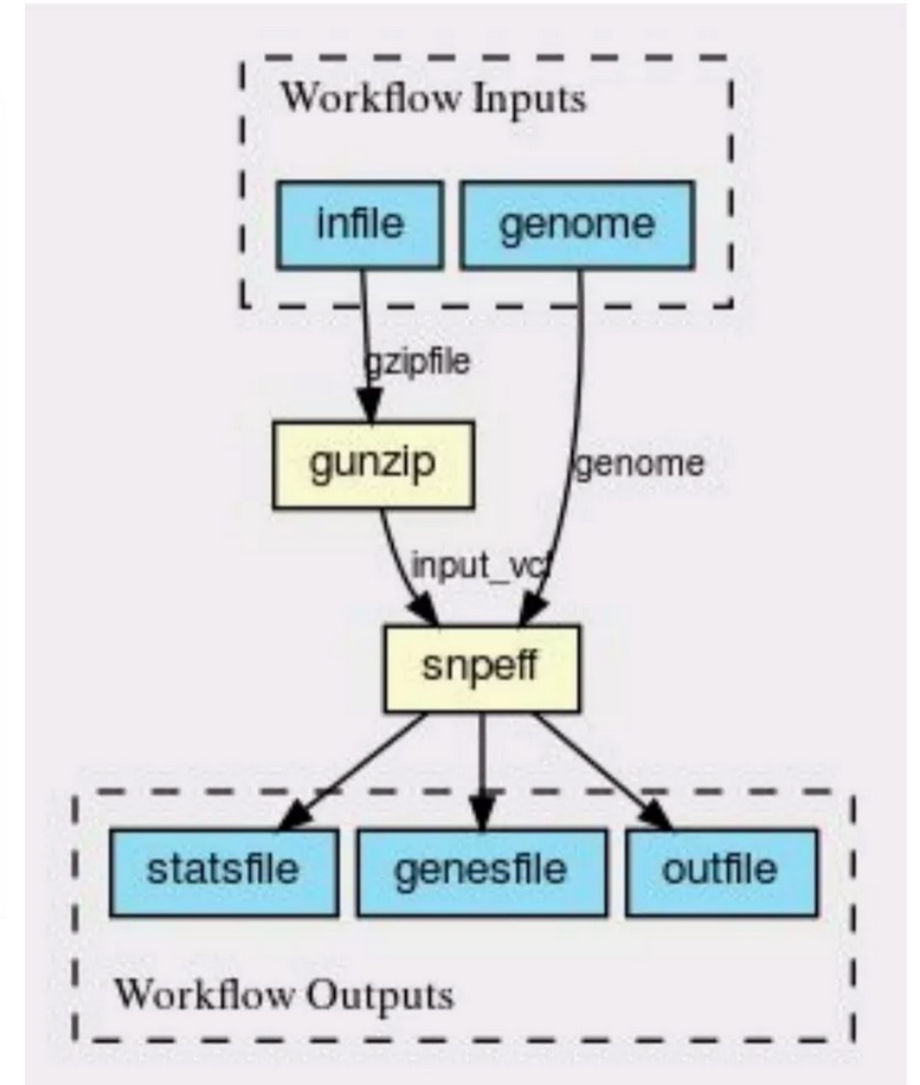 Workflow Inputs
infile genome
gzipfile
gunzip
genome
input_vcf
snpeff
statsfile genesfile outfile
Workflow Outputs